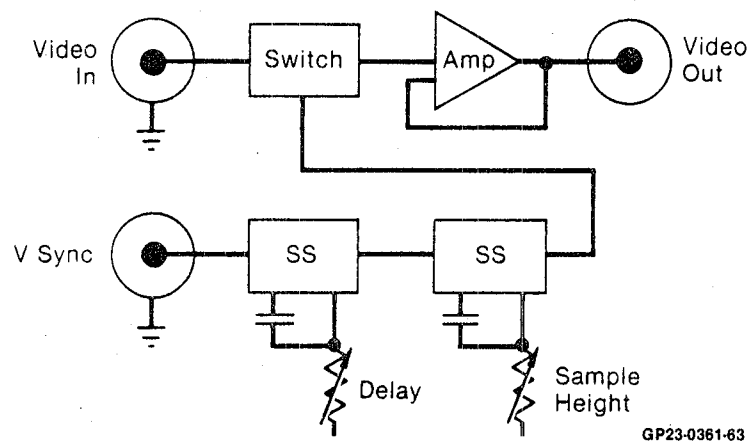 Video
In
Switch
Amp
Video
Out
V Sync
SS
SS
Delay
Sample
Height
GP23-0361-63